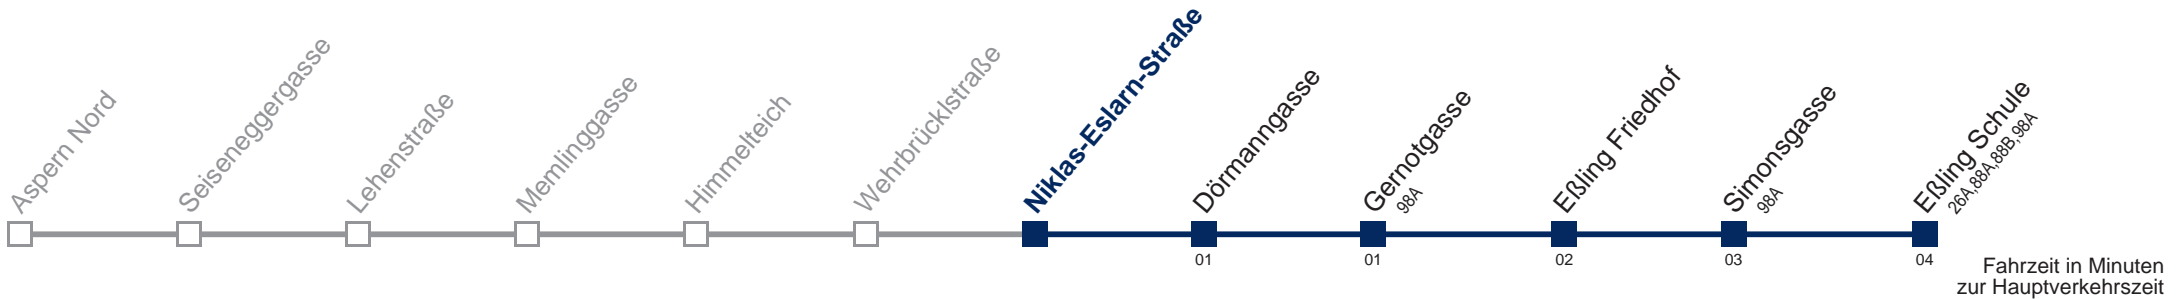 Aspern Nord
Seiseneggergasse
Lehenstraße
Memlinggasse
Himmelteich
Wehrbrücklstraße
Niklas-Eslarn-Straße
Dörmanngasse
01
Gernotgasse
98A
01
Eßling Friedhof
02
Simonsgasse
98A
03
Eßling Schule
26A,88A,88B,98A
04
Fahrzeit in Minuten
zur Hauptverkehrszeit